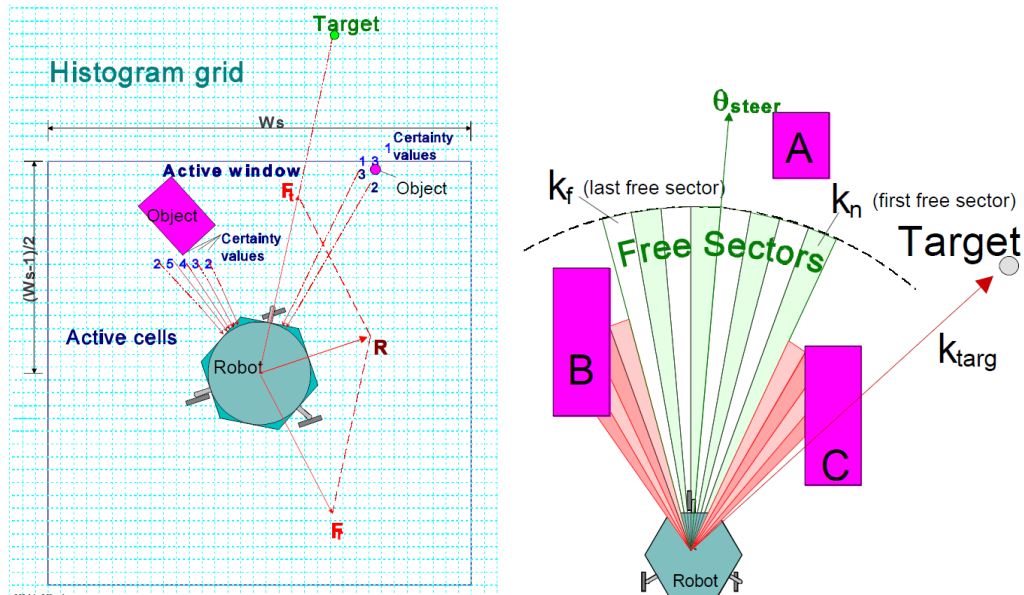 Target
Histogram grid
Ws
Certainty
values
1
1 3
3
2
Active window
Object
Ft
Object
Certainty
values
2 5 4 3 2
(Ws-1)/2
Active cells
R
Robot
Fr
θsteer
A
kf (last free sector)
kn (first free sector)
Free Sectors
Target
B
ktarg
C
Robot